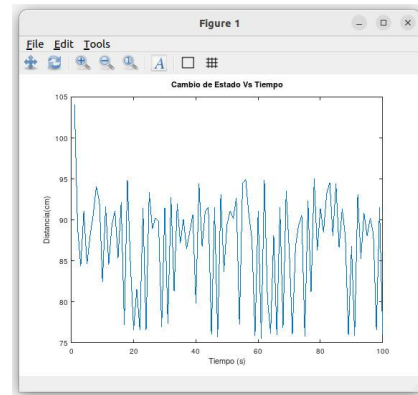 Figure 1
File Edit Tools
A
Cambio de Estado Vs Tiempo
105
100
95
90
85
80
75
Distancia(cm)
0 20 40 60 80 100
Tiempo (s)